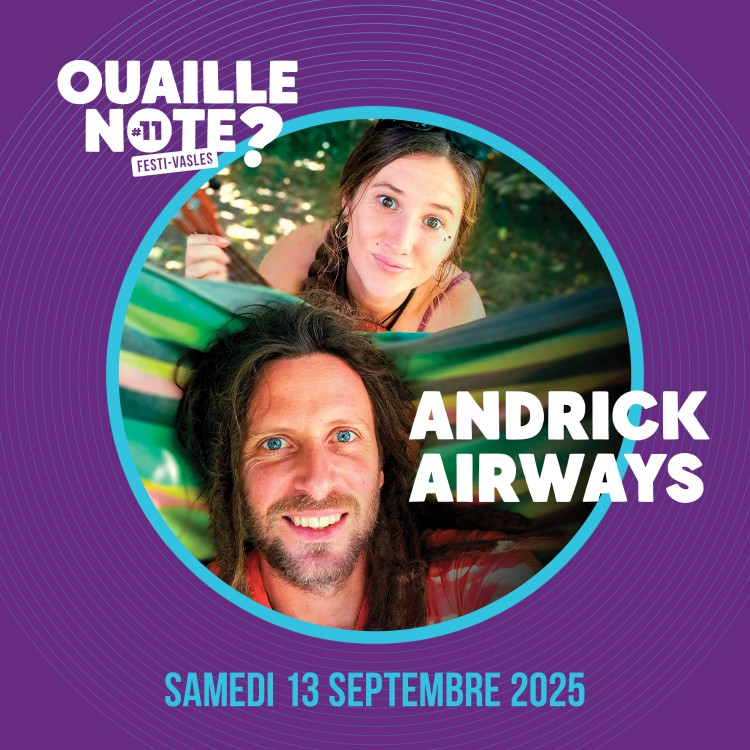 OUAILLE
NOTE?
#11
FESTI-VASLES
ANDRICK
AIRWAYS
SAMEDI 13 SEPTEMBRE 2025